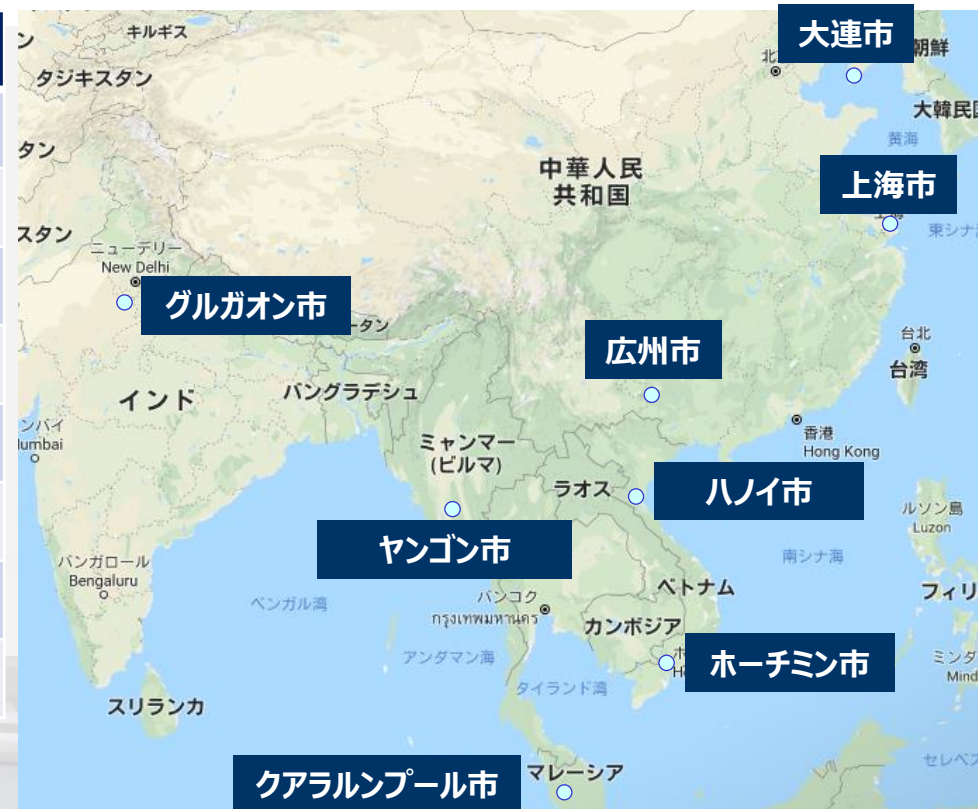 キルギス
大連市
朝鮮
タジキスタン
大韓民国
黄海
タン
中華人民
共和国
上海市
スタン
東シナ海
ニューデリー
New Delhi
グルガオン市
ータン
台北
広州市
台湾
インド
バングラデシュ
ンバイ
umbai
ミャンマー
(ビルマ)
香港
Hong Kong
ラオス
ハノイ市
ルソン島
Luzon
ヤンゴン市
南シナ海
バンガロール
Bengaluru
ベトナム
フィリ
ベンガル湾
バンコク
กรุงเทพมหานคร
カンボジア
アンダマン海
ホーチミン市
ミンダ
Mind
タイランド湾
スリランカ
セレベス
クアラルンプール市
マレーシア